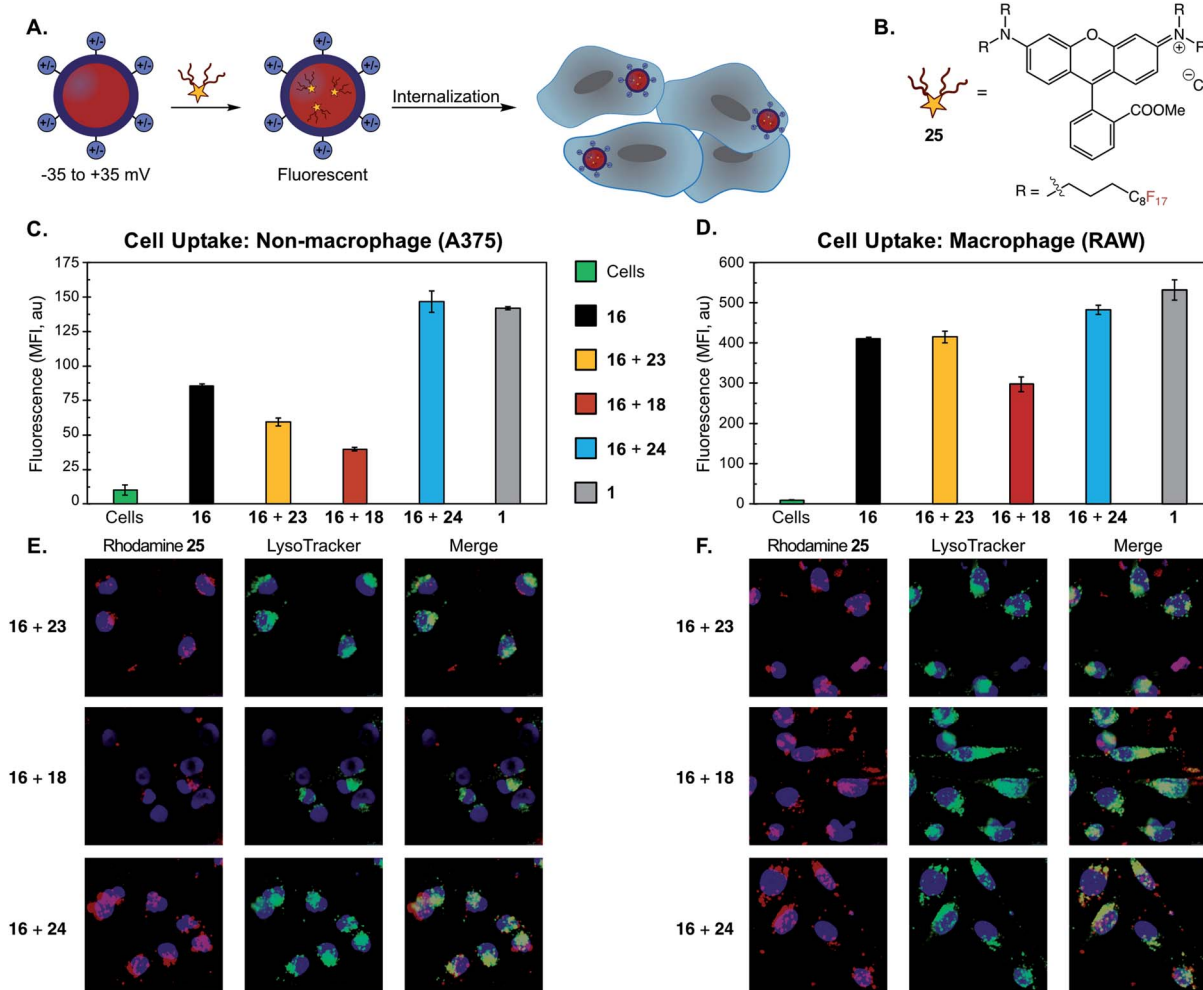 A.
+/- +/- +/- +/- +/- +/-
-35 to +35 mV
+/- +/- +/- +/- +/- +/-
Fluorescent
Internalization
B.
25
=
R R
N O N
R R
+
−Cl
COOMe
R = C8F17
C.
Cell Uptake: Non-macrophage (A375)
Fluorescence (MFI, au)
175
150
125
100
75
50
25
0
Cells 16 16 + 23 16 + 18 16 + 24 1
Cells
16
16 + 23
16 + 18
16 + 24
1
D.
Cell Uptake: Macrophage (RAW)
Fluorescence (MFI, au)
600
500
400
300
200
100
0
Cells 16 16 + 23 16 + 18 16 + 24 1
E.
Rhodamine 25 LysoTracker Merge
16 + 23
16 + 18
16 + 24
F.
Rhodamine 25 LysoTracker Merge
16 + 23
16 + 18
16 + 24